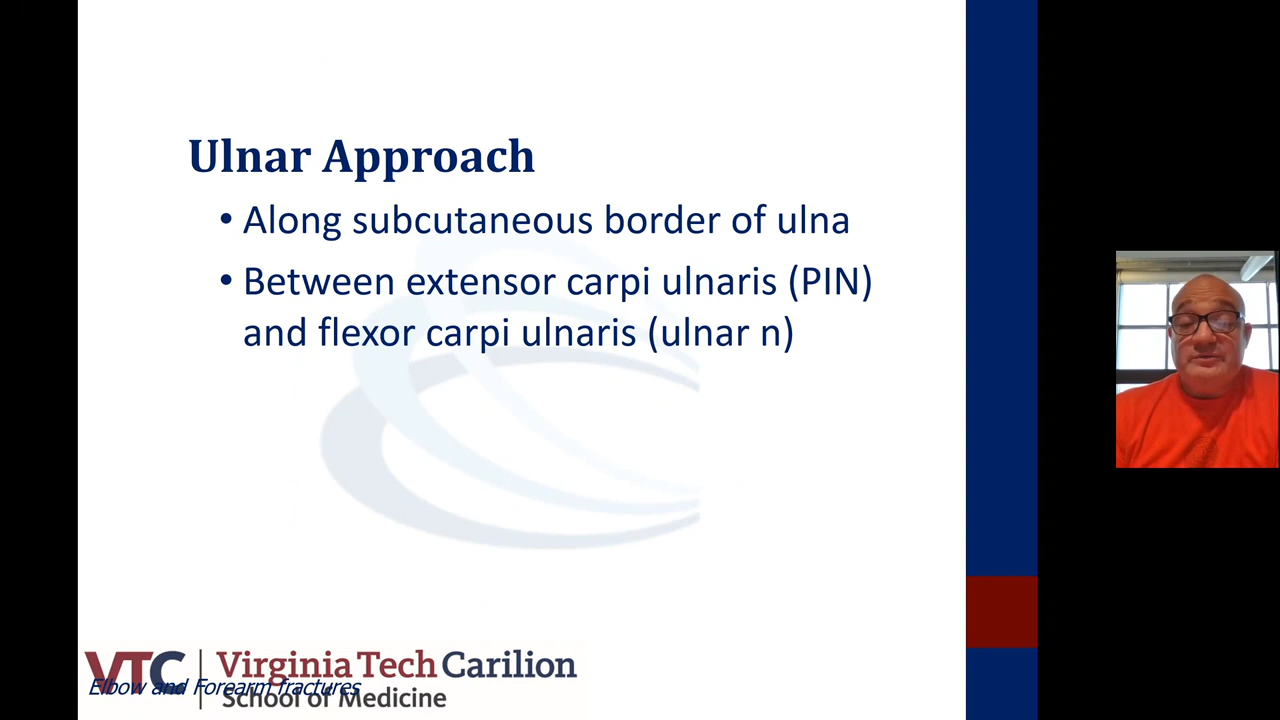 Ulnar Approach
• Along subcutaneous border of ulna
• Between extensor carpi ulnaris (PIN)
and flexor carpi ulnaris (ulnar n)
VTC
Virginia Tech Carilion
School of Medicine
Elbow and Forearm fractures